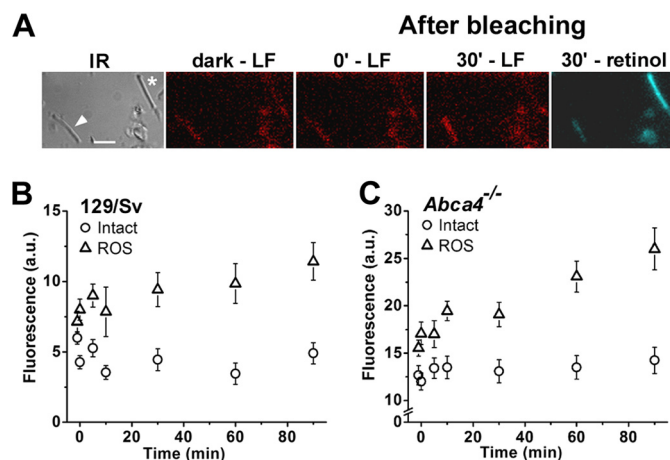 A
After bleaching
IR
dark - LF
0' - LF
30' - LF
30' - retinol
*
B
129/Sv
Intact
ROS
Fluorescence (a.u.)
15
10
5
0
0 20 40 60 80
Time (min)
C
Abca4-/-
Intact
ROS
Fluorescence (a.u.)
30
25
20
15
10
0
0 20 40 60 80
Time (min)